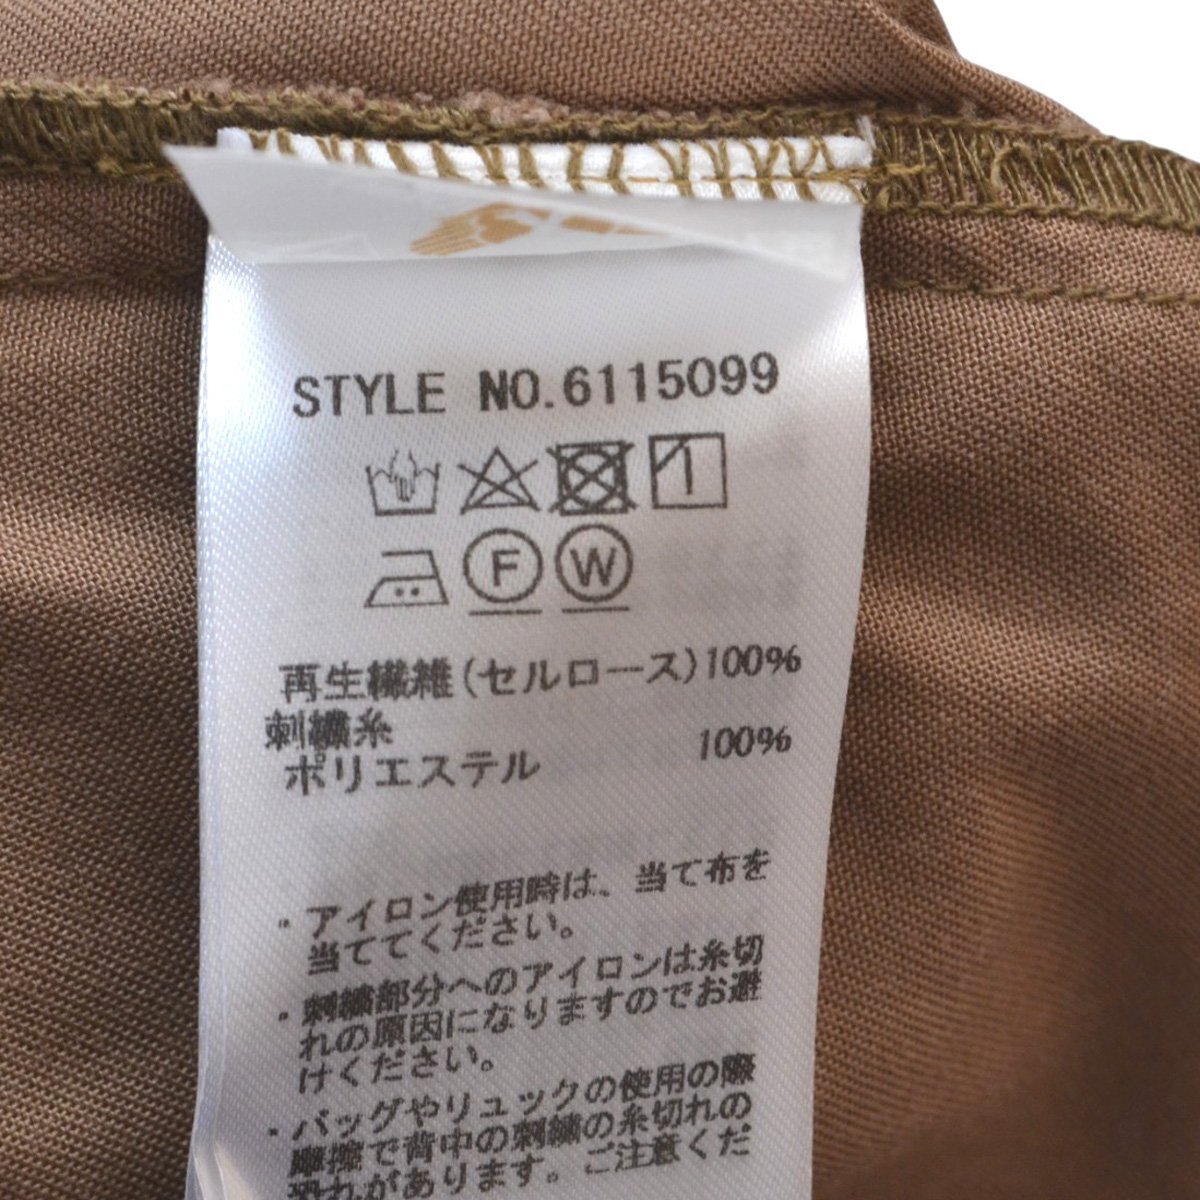 STYLE NO.6115099
F W
再生繊維(セルロース)100%
刺繍糸
ポリエステル 100%
・アイロン使用時は、当て布を
当ててください。
・刺繍部分へのアイロンは糸切
れの原因になりますのでお避
けください。
・バッグやリュックの使用の際
摩擦で背中の刺繍の糸切れの
恐れがあります。ご注意くだ